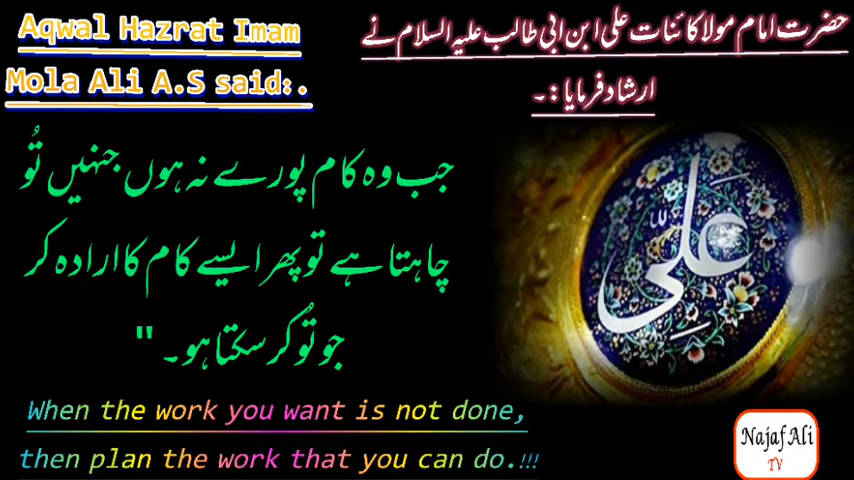 Aqwal Hazrat Imam
Mola Ali A.S said:.
حضرت امام مولا کائنات علی ابن ابی طالب علیہ السلام نے
ارشاد فرمایا :۔
جب وہ کام پورے نہ ہوں جنہیں تُو
چاہتا ہے تو پھر ایسے کام کا ارادہ کر
جو تُو کر سکتا ہو۔ "
علی
When the work you want is not done,
then plan the work that you can do.!!!
Najaf Ali
TV